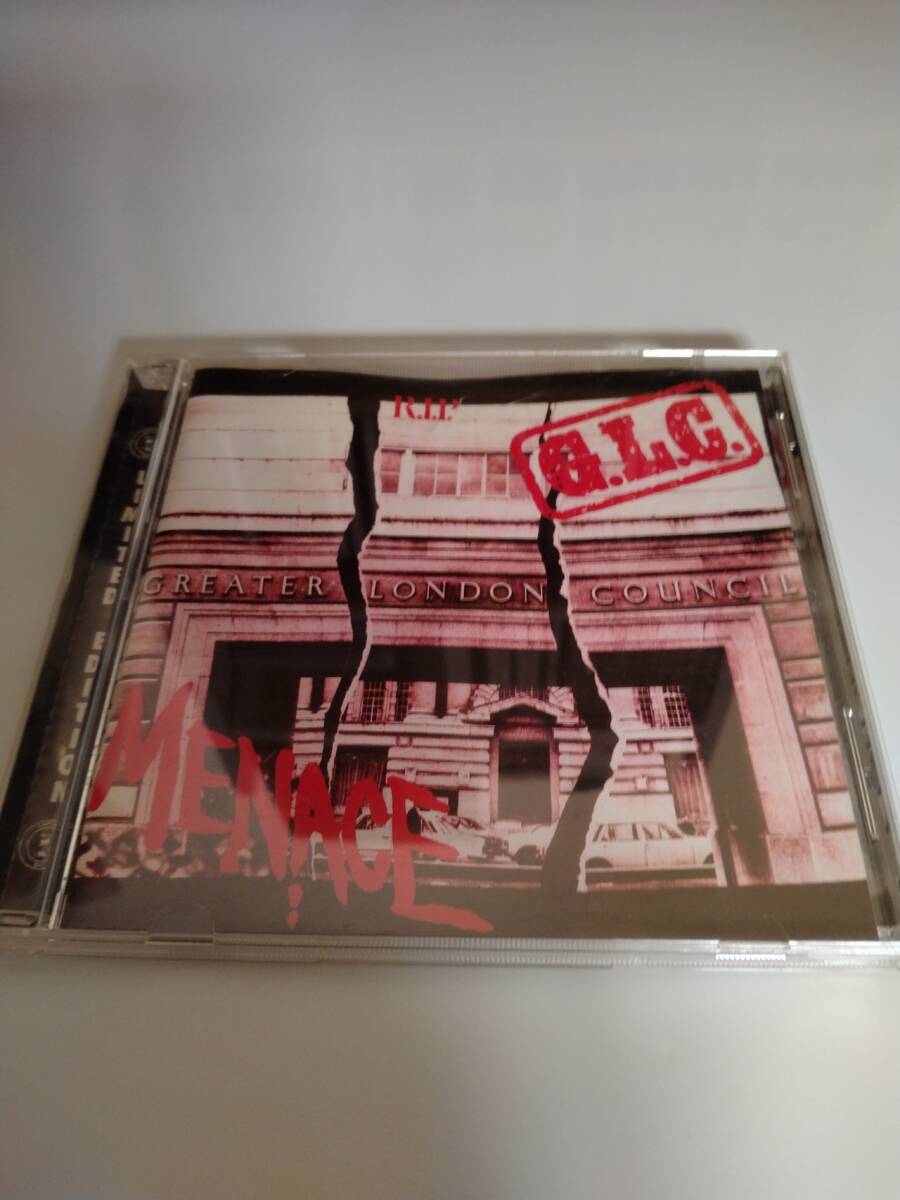 R.I.P.
G.L.C.
GREATER LONDON COUNCIL
MENACE
LIMITED EDITION